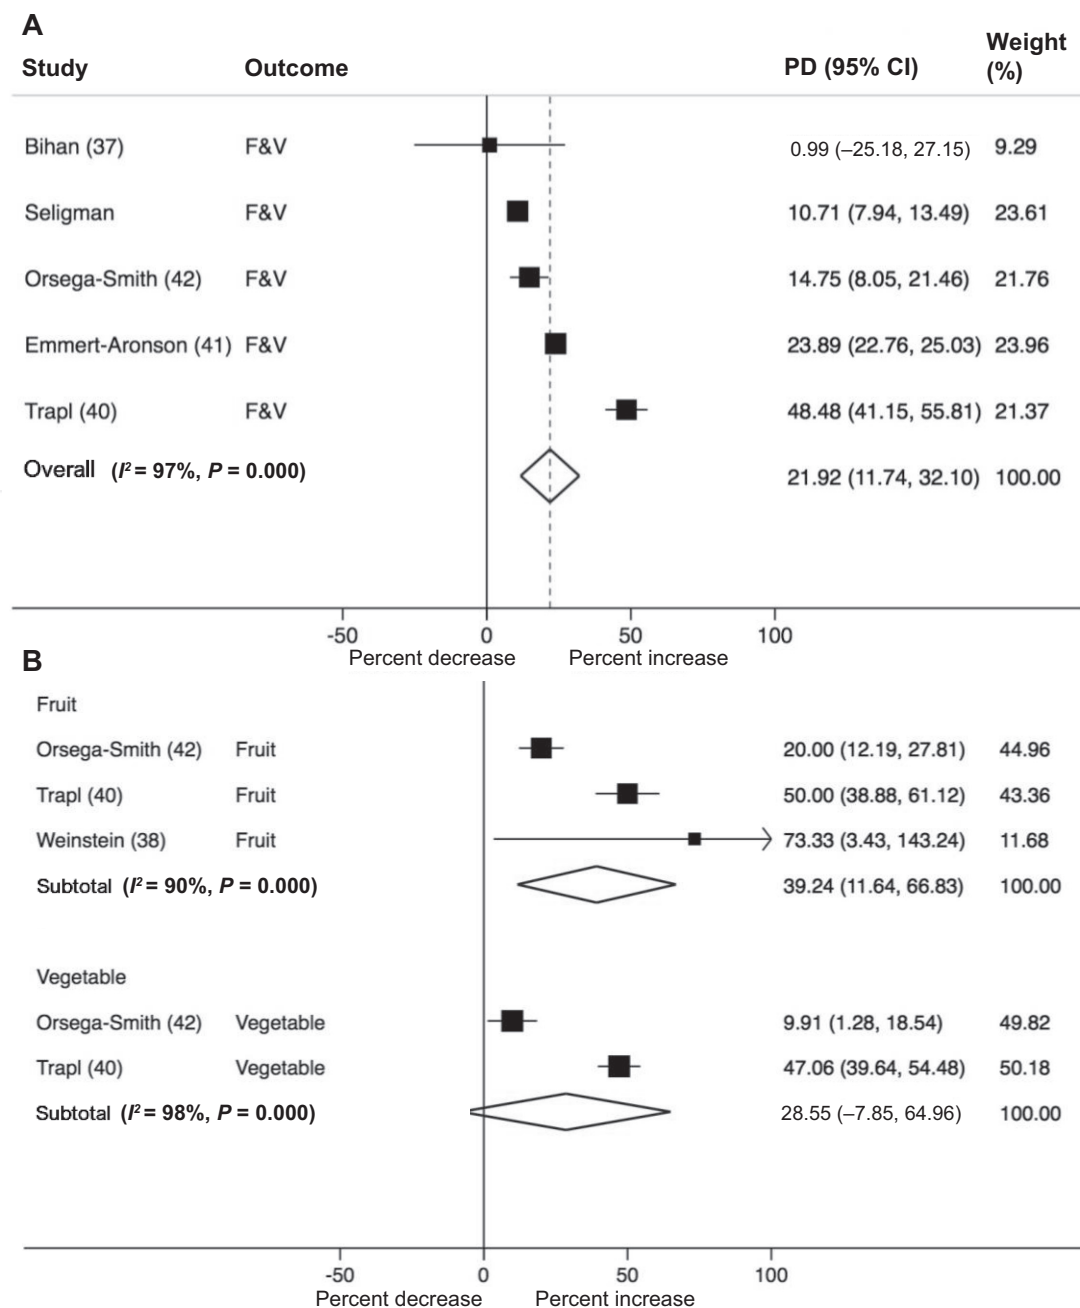 A
Study Outcome PD (95% CI) Weight (%)
Bihan (37) F&V 0.99 (–25.18, 27.15) 9.29
Seligman F&V 10.71 (7.94, 13.49) 23.61
Orsega-Smith (42) F&V 14.75 (8.05, 21.46) 21.76
Emmert-Aronson (41) F&V 23.89 (22.76, 25.03) 23.96
Trapl (40) F&V 48.48 (41.15, 55.81) 21.37
Overall (I² = 97%, P = 0.000) 21.92 (11.74, 32.10) 100.00
-50 0 50 100
Percent decrease Percent increase
B
Fruit
Orsega-Smith (42) Fruit 20.00 (12.19, 27.81) 44.96
Trapl (40) Fruit 50.00 (38.88, 61.12) 43.36
Weinstein (38) Fruit 73.33 (3.43, 143.24) 11.68
Subtotal (I² = 90%, P = 0.000) 39.24 (11.64, 66.83) 100.00
Vegetable
Orsega-Smith (42) Vegetable 9.91 (1.28, 18.54) 49.82
Trapl (40) Vegetable 47.06 (39.64, 54.48) 50.18
Subtotal (I² = 98%, P = 0.000) 28.55 (–7.85, 64.96) 100.00
-50 0 50 100
Percent decrease Percent increase